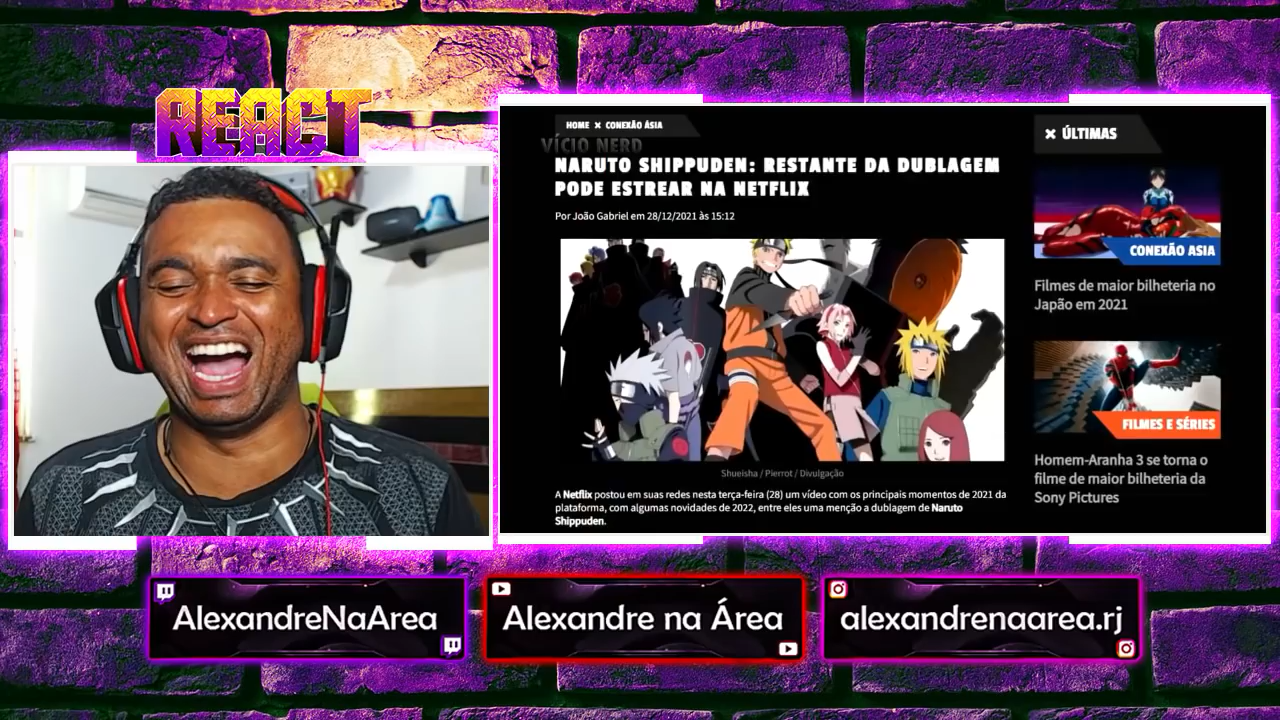 REACT
HOME × CONEXÃO ÁSIA
VÍCIO NERD
NARUTO SHIPPUDEN: RESTANTE DA DUBLAGEM
PODE ESTREAR NA NETFLIX
Por João Gabriel em 28/12/2021 às 15:12
Shueisha / Pierrot / Divulgação
A Netflix postou em suas redes nesta terça-feira (28) um vídeo com os principais momentos de 2021 da
plataforma, com algumas novidades de 2022, entre eles uma menção a dublagem de Naruto
Shippuden.
× ÚLTIMAS
CONEXÃO ASIA
Filmes de maior bilheteria no
Japão em 2021
FILMES E SÉRIES
Homem-Aranha 3 se torna o
filme de maior bilheteria da
Sony Pictures
AlexandreNaArea
Alexandre na Área
alexandrenaarea.rj